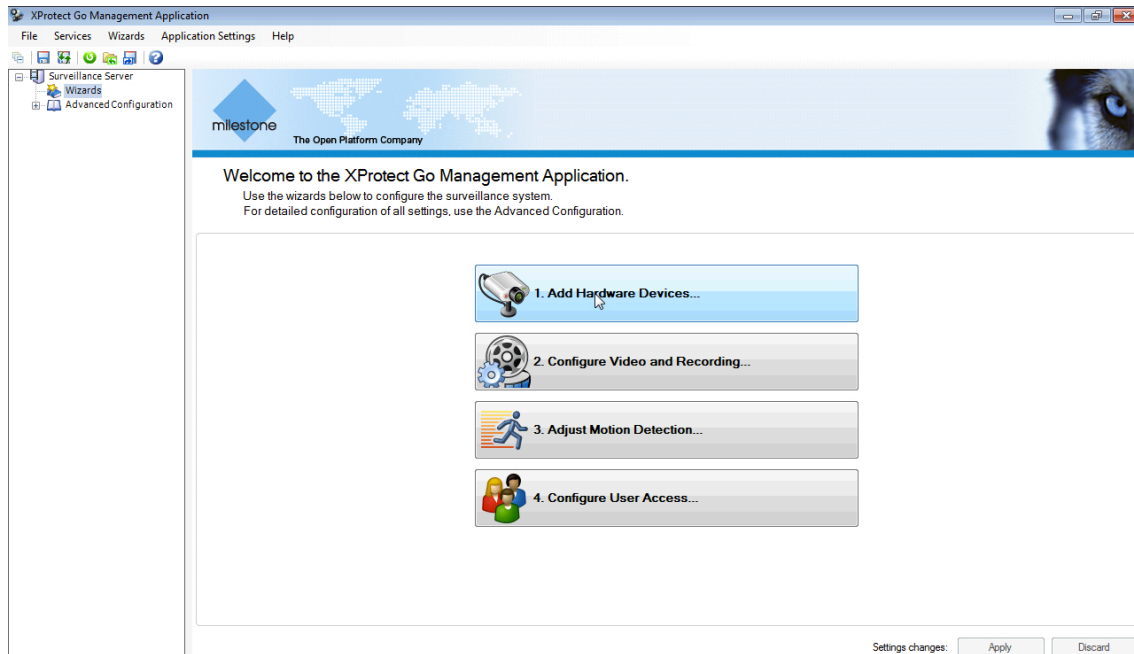 XProtect Go Management Application
File Services Wizards Application Settings Help
Surveillance Server
Wizards
Advanced Configuration
milestone
The Open Platform Company
Welcome to the XProtect Go Management Application.
Use the wizards below to configure the surveillance system.
For detailed configuration of all settings, use the Advanced Configuration.
1. Add Hardware Devices...
2. Configure Video and Recording...
3. Adjust Motion Detection...
4. Configure User Access...
Settings changes: Apply Discard